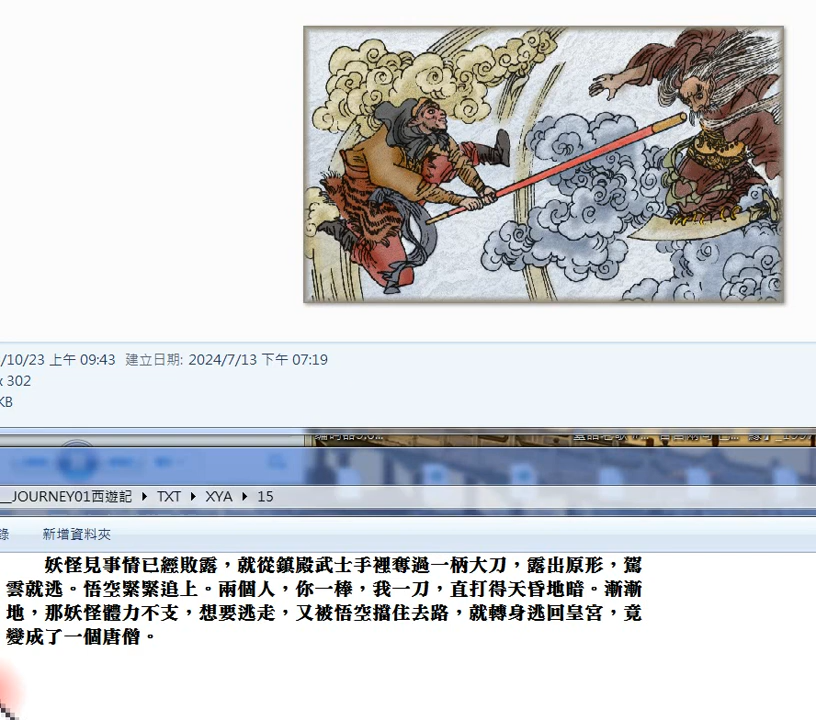 /10/23 上午 09:43 建立日期: 2024/7/13 下午 07:19
x 302
KB
__JOURNEY01西遊記 ▸ TXT ▸ XYA ▸ 15
錄 新增資料夾
妖怪見事情已經敗露，就從鎮殿武士手裡奪過一柄大刀，露出原形，駕
雲就逃。悟空緊緊追上。兩個人，你一棒，我一刀，直打得天昏地暗。漸漸
地，那妖怪體力不支，想要逃走，又被悟空擋住去路，就轉身逃回皇宮，竟
變成了一個唐僧。